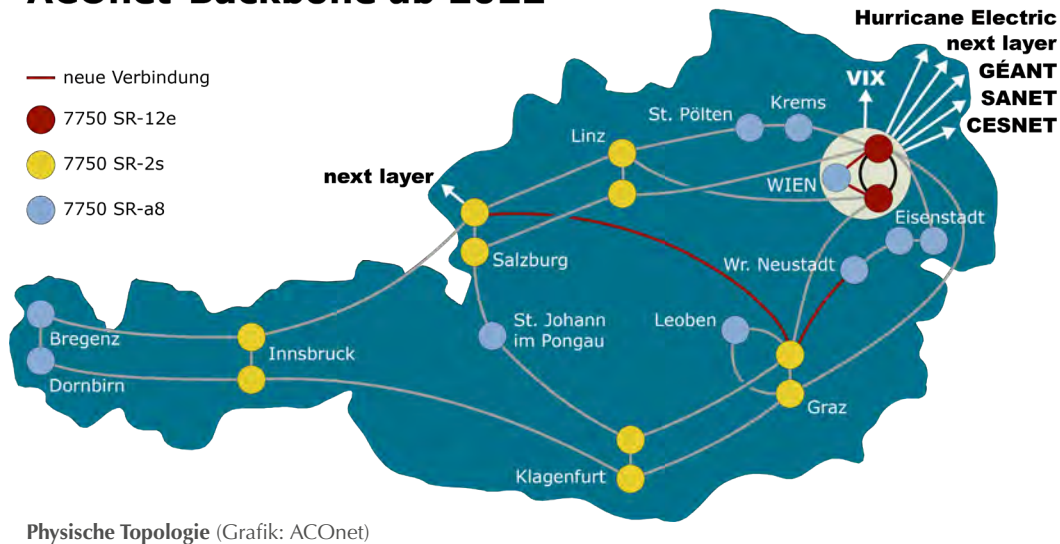 ACOnet-Backbone ab 2022
neue Verbindung
7750 SR-12e
7750 SR-2s
7750 SR-a8
Hurricane Electric
next layer
GÉANT
SANET
CESNET
VIX
Krems
St. Pölten
Linz
WIEN
next layer
Eisenstadt
Salzburg
Wr. Neustadt
St. Johann
im Pongau
Leoben
Bregenz
Innsbruck
Dornbirn
Graz
Klagenfurt
Physische Topologie (Grafik: ACOnet)